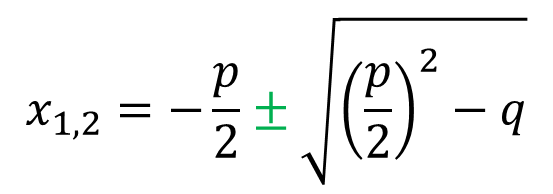 x₁,₂ = −p/2 ± √((p/2)² − q)